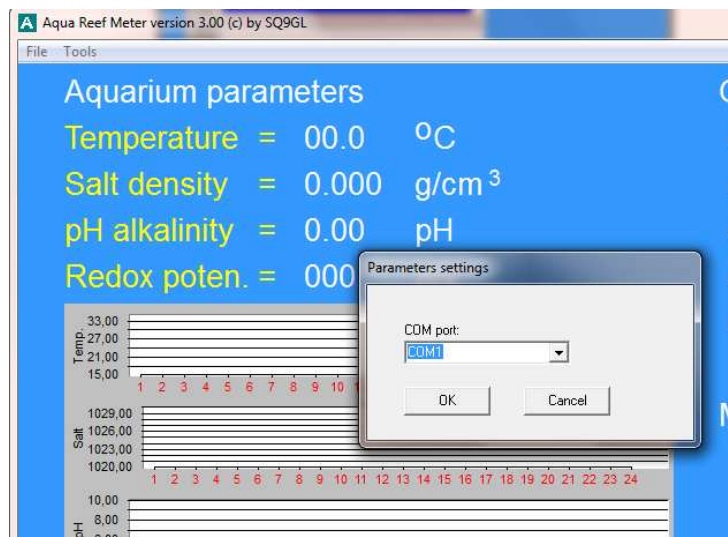 Aqua Reef Meter version 3.00 (c) by SQ9GL
File Tools
Aquarium parameters
Temperature = 00.0 ºC
Salt density = 0.000 g/cm 3
pH alkalinity = 0.00 pH
Redox poten. = 000
Parameters settings
COM port:
COM1
OK Cancel
Temp.
33,00
27,00
21,00
15,00
1 2 3 4 5 6 7 8 9 10
Salt
1029,00
1026,00
1023,00
1020,00
1 2 3 4 5 6 7 8 9 10 11 12 13 14 15 16 17 18 19 20 21 22 23 24
pH
10,00
8,00